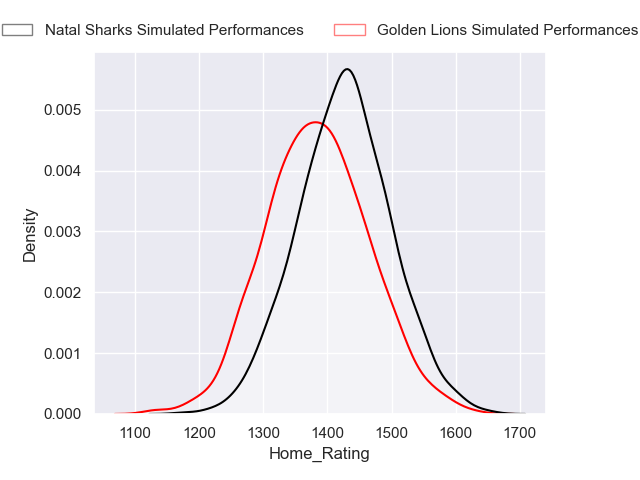 Natal Sharks Simulated Performances Golden Lions Simulated Performances
0.005
0.004
0.003
0.002
0.001
0.000
Density
1100 1200 1300 1400 1500 1600 1700
Home_Rating